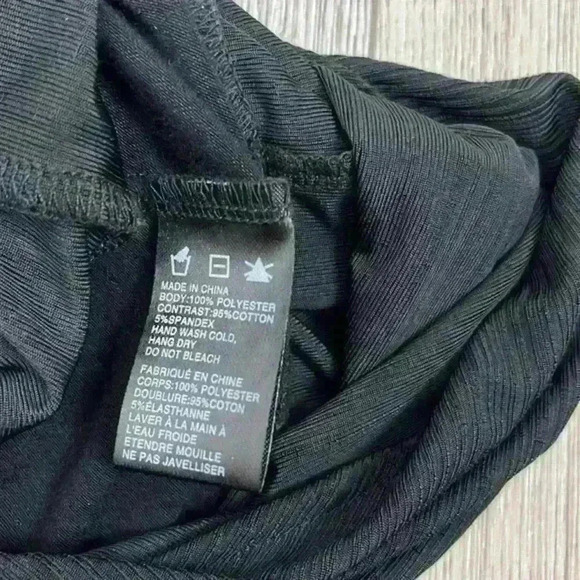 MADE IN CHINA
BODY:100% POLYESTER
CONTRAST:95%COTTON
5%SPANDEX
HAND WASH COLD,
HANG DRY
DO NOT BLEACH
FABRIQUÉ EN CHINE
CORPS:100% POLYESTER
DOUBLURE:95%COTON
5%ÉLASTHANNE
LAVER À LA MAIN À
L'EAU FROIDE
ETENDRE MOUILLE
NE PAS JAVELLISER